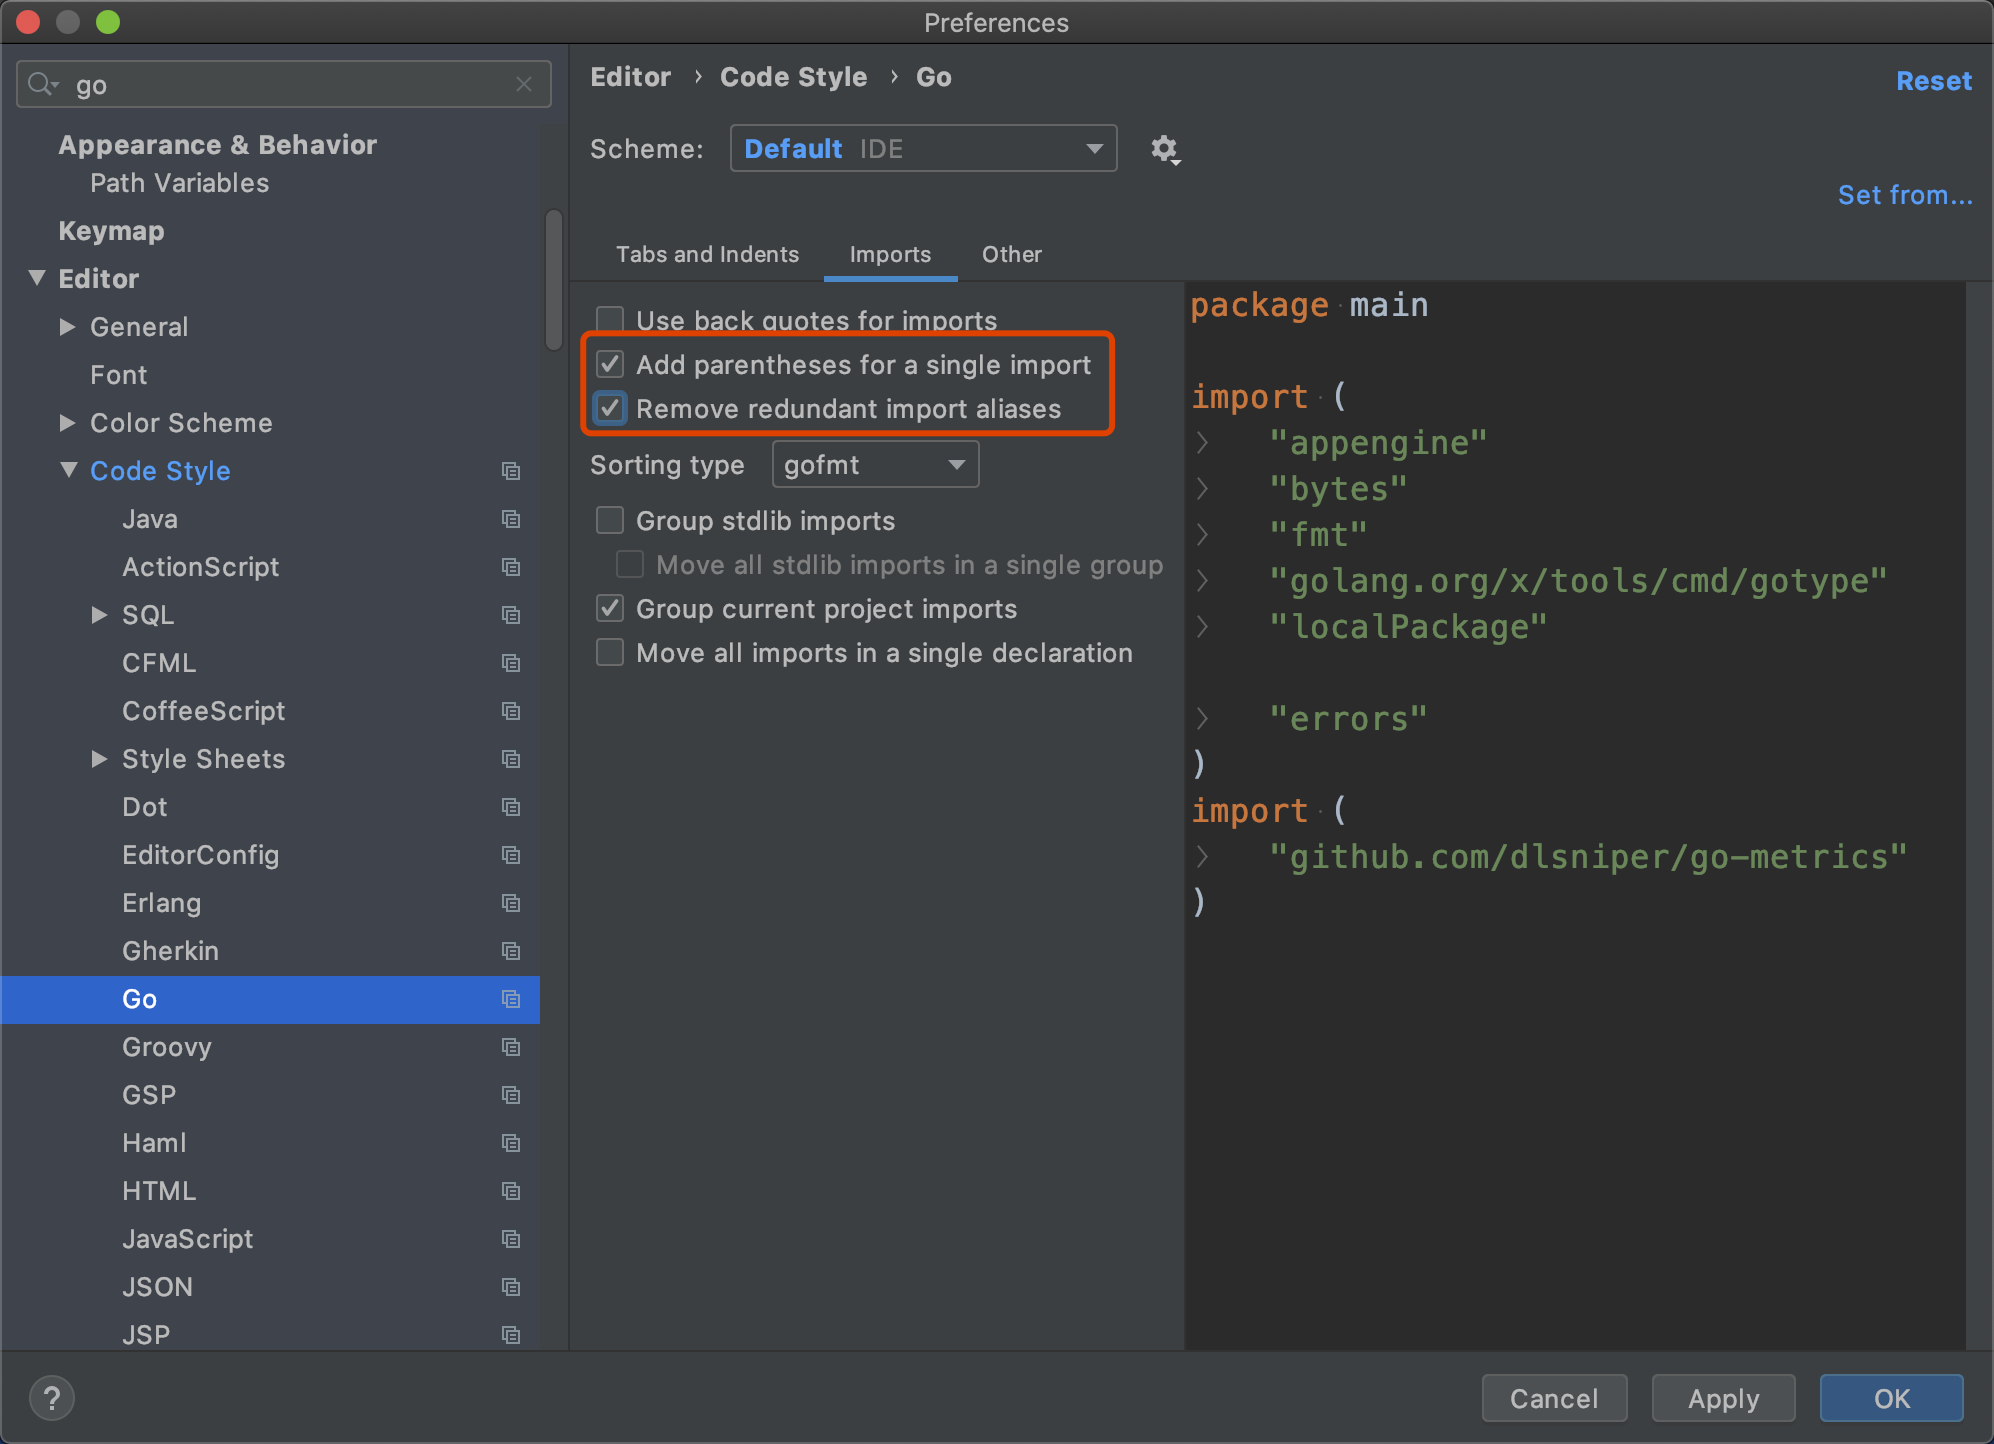 Preferences
go
Appearance & Behavior
Path Variables
Keymap
Editor
General
Font
Color Scheme
Code Style
Java
ActionScript
SQL
CFML
CoffeeScript
Style Sheets
Dot
EditorConfig
Erlang
Gherkin
Go
Groovy
GSP
Haml
HTML
JavaScript
JSON
JSP
Editor › Code Style › Go
Reset
Scheme: Default IDE
Set from...
Tabs and Indents Imports Other
Use back quotes for imports
Add parentheses for a single import
Remove redundant import aliases
Sorting type gofmt
Group stdlib imports
Move all stdlib imports in a single group
Group current project imports
Move all imports in a single declaration
package main
import (
"appengine"
"bytes"
"fmt"
"golang.org/x/tools/cmd/gotype"
"localPackage"
"errors"
)
import (
"github.com/dlsniper/go-metrics"
)
?
Cancel Apply OK